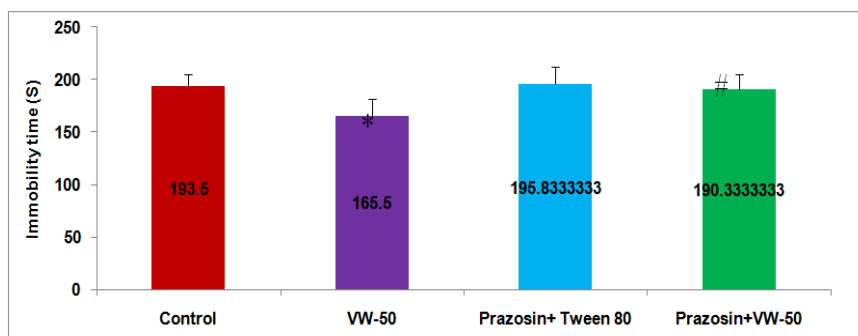 250
200
150
100
50
0
Immobility time (S)
193.5
*
165.5
195.8333333
#
190.3333333
Control
VW-50
Prazosin+ Tween 80
Prazosin+VW-50